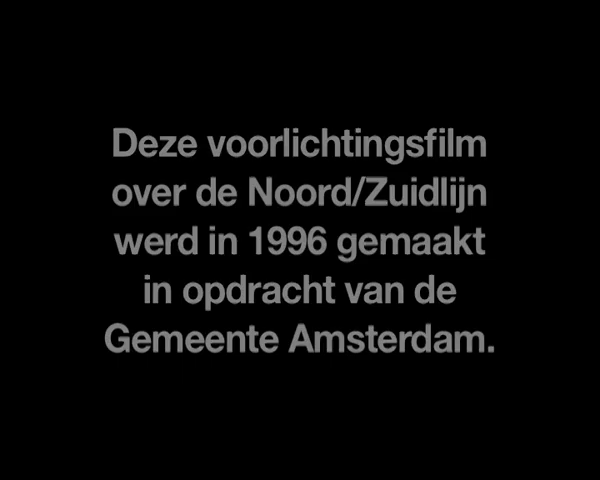 Deze voorlichtingsfilm
over de Noord/Zuidlijn
werd in 1996 gemaakt
in opdracht van de
Gemeente Amsterdam.